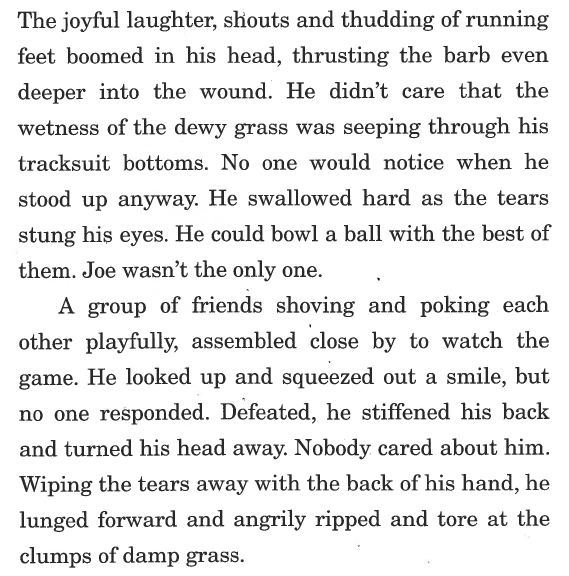 The joyful laughter, shouts and thudding of running
feet boomed in his head, thrusting the barb even
deeper into the wound. He didn't care that the
wetness of the dewy grass was seeping through his
tracksuit bottoms. No one would notice when he
stood up anyway. He swallowed hard as the tears
stung his eyes. He could bowl a ball with the best of
them. Joe wasn't the only one.
A group of friends shoving and poking each
other playfully, assembled close by to watch the
game. He looked up and squeezed out a smile, but
no one responded. Defeated, he stiffened his back
and turned his head away. Nobody cared about him.
Wiping the tears away with the back of his hand, he
lunged forward and angrily ripped and tore at the
clumps of damp grass.